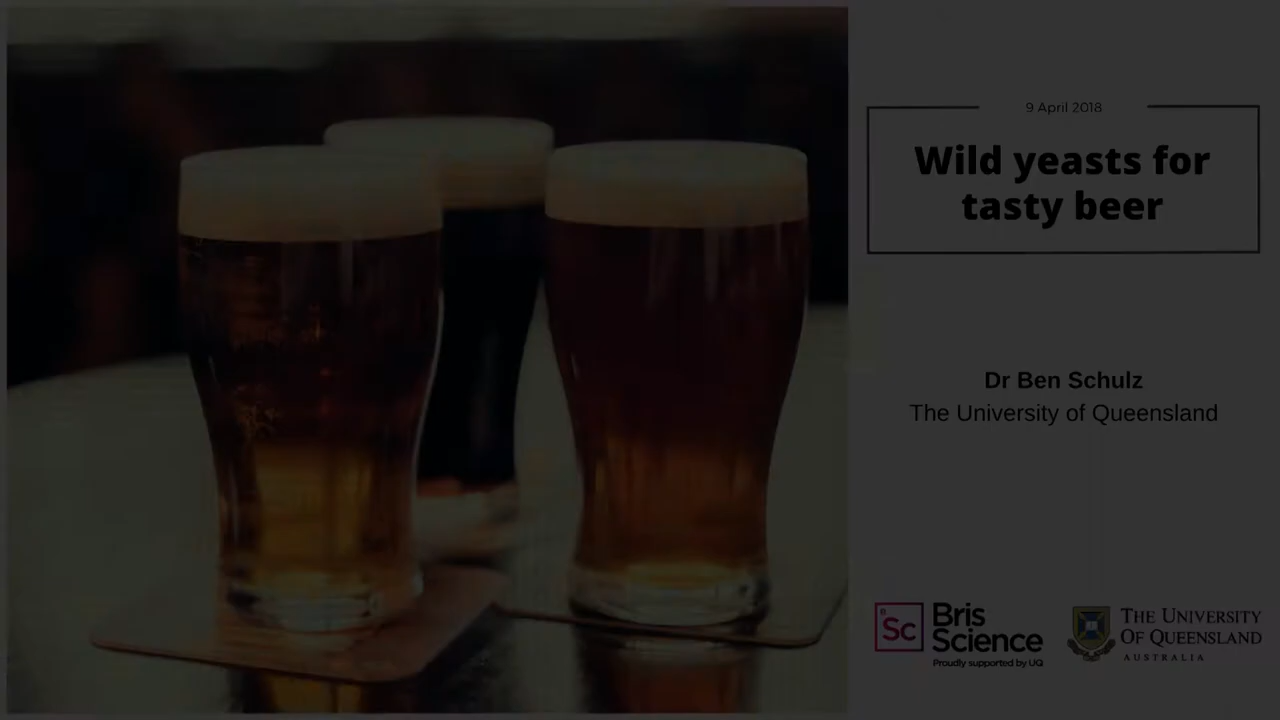 9 April 2018
Wild yeasts for
tasty beer
Dr Ben Schulz
The University of Queensland
Sc
Bris
Science
Proudly supported by UQ
THE UNIVERSITY
OF QUEENSLAND
AUSTRALIA